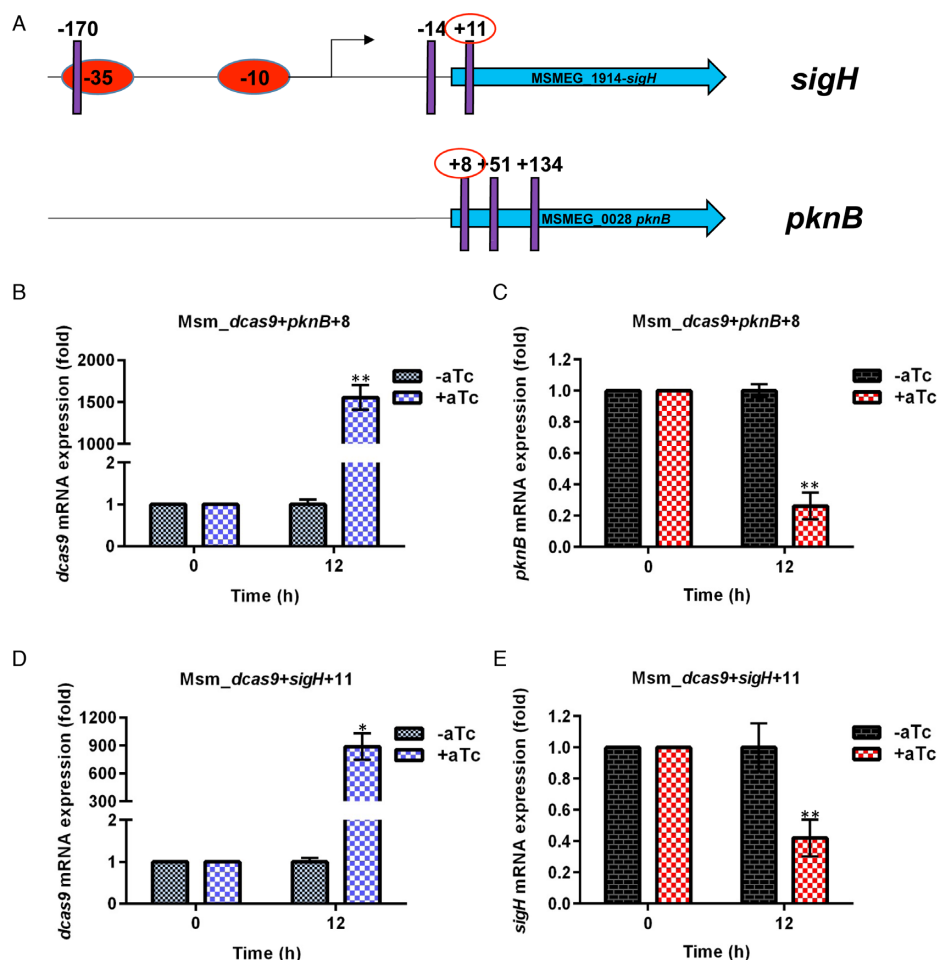 A
-170 -14 +11
-35 -10 MSMEG_1914-sigH sigH
+8 +51 +134
MSMEG_0028 pknB pknB
B
Msm_dcas9+pknB+8
dcas9 mRNA expression (fold)
2000
1500
1000
2
1
0
**
-aTc
+aTc
0 12
Time (h)
C
Msm_dcas9+pknB+8
pknB mRNA expression (fold)
1.2
1.0
0.8
0.6
0.4
0.2
0.0
**
-aTc
+aTc
0 12
Time (h)
D
Msm_dcas9+sigH+11
dcas9 mRNA expression (fold)
1200
900
600
300
2
1
0
*
-aTc
+aTc
0 12
Time (h)
E
Msm_dcas9+sigH+11
sigH mRNA expression (fold)
1.2
1.0
0.8
0.6
0.4
0.2
0.0
**
-aTc
+aTc
0 12
Time (h)